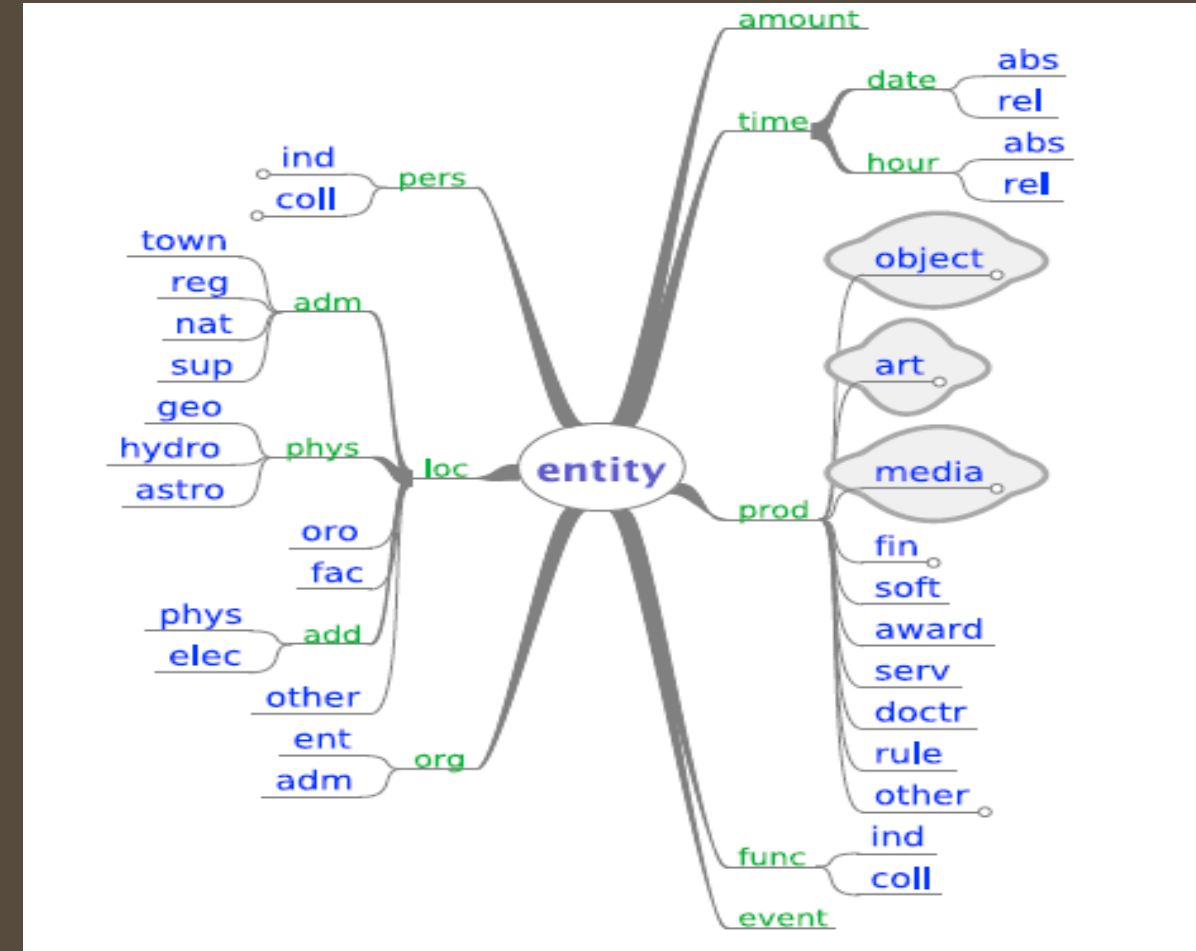 amount
time
date
abs
rel
hour
abs
rel
pers
ind
coll
loc
adm
town
reg
nat
sup
phys
geo
hydro
astro
oro
fac
add
phys
elec
other
org
ent
adm
entity
prod
object
art
media
fin
soft
award
serv
doctr
rule
other
func
ind
coll
event